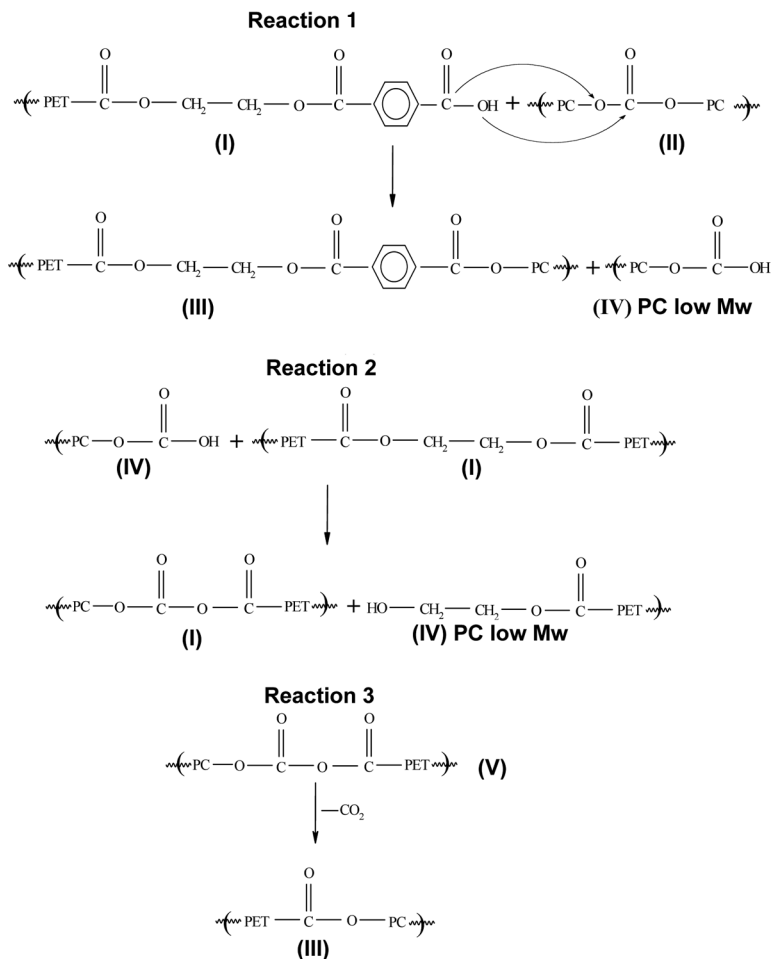 Reaction 1
O O O O
( PET C O CH2 CH2 O C C OH + ( PC O C O PC )
(I) (II)
O O O O
( PET C O CH2 CH2 O C C O PC ) + ( PC O C OH
(III) (IV) PC low Mw
Reaction 2
O O O
( PC O C OH + ( PET C O CH2 CH2 O C PET )
(IV) (I)
O O O
( PC O C O C PET ) + HO CH2 CH2 O C PET )
(I) (IV) PC low Mw
Reaction 3
O O
( PC O C O C PET ) (V)
—CO2
O
( PET C O PC )
(III)